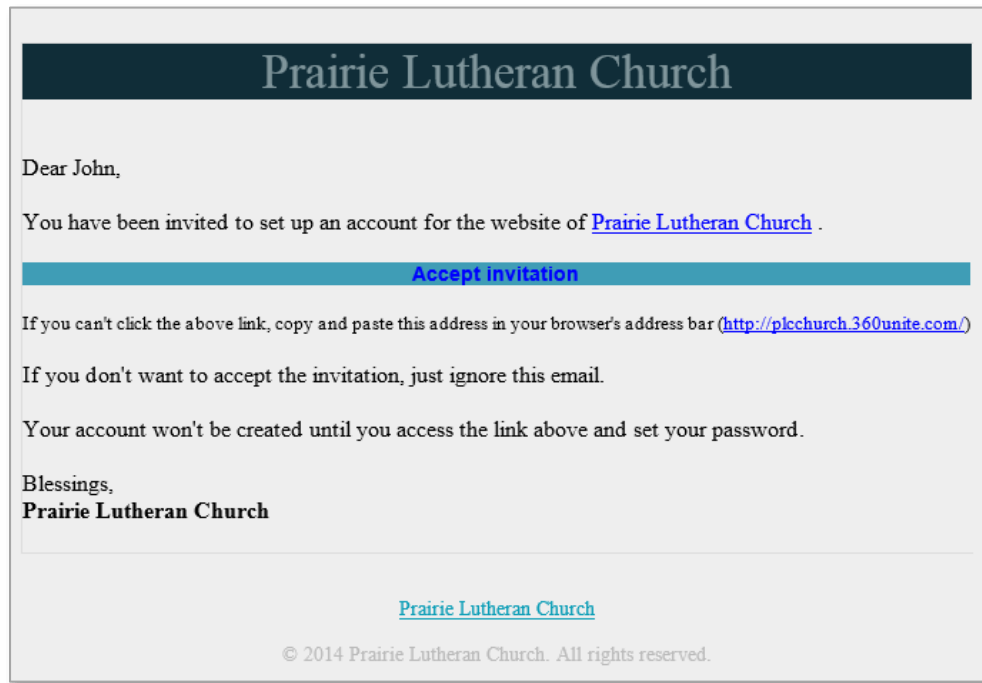 Prairie Lutheran Church
Dear John,
You have been invited to set up an account for the website of Prairie Lutheran Church .
Accept invitation
If you can't click the above link, copy and paste this address in your browser's address bar (http://plcchurch.360unite.com/)
If you don't want to accept the invitation, just ignore this email.
Your account won't be created until you access the link above and set your password.
Blessings,
Prairie Lutheran Church
Prairie Lutheran Church
© 2014 Prairie Lutheran Church. All rights reserved.